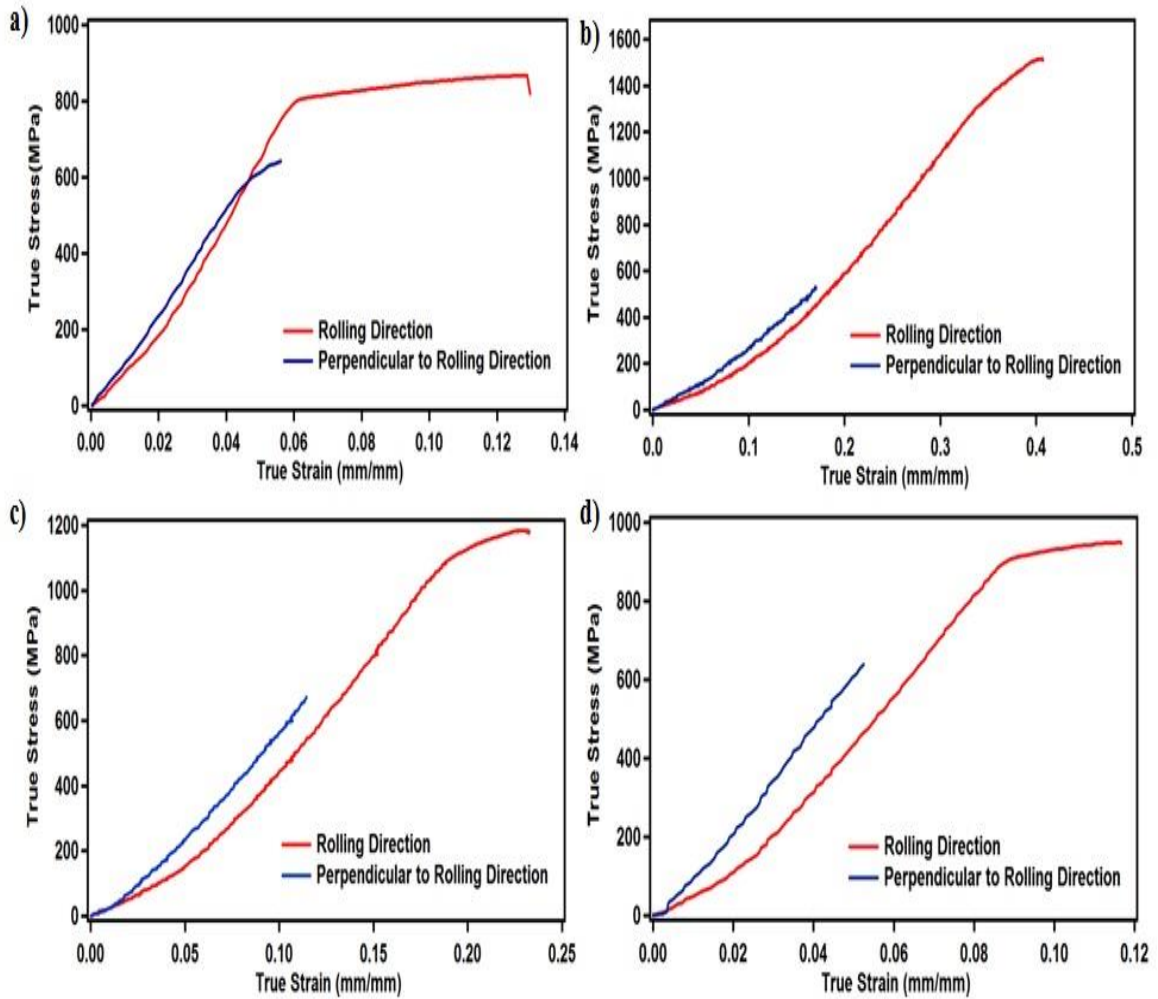 a)
1000
800
600
400
200
0
True Stress(MPa)
Rolling Direction
Perpendicular to Rolling Direction
0.00 0.02 0.04 0.06 0.08 0.10 0.12 0.14
True Strain (mm/mm)
b)
1600
1400
1200
1000
800
600
400
200
0
True Stress (MPa)
Rolling Direction
Perpendicular to Rolling Direction
0.0 0.1 0.2 0.3 0.4 0.5
True Strain (mm/mm)
c)
1200
1000
800
600
400
200
0
True Stress (MPa)
Rolling Direction
Perpendicular to Rolling Direction
0.00 0.05 0.10 0.15 0.20 0.25
True Strain (mm/mm)
d)
1000
800
600
400
200
0
True Stress (MPa)
Rolling Direction
Perpendicular to Rolling Direction
0.00 0.02 0.04 0.06 0.08 0.10 0.12
True Strain (mm/mm)